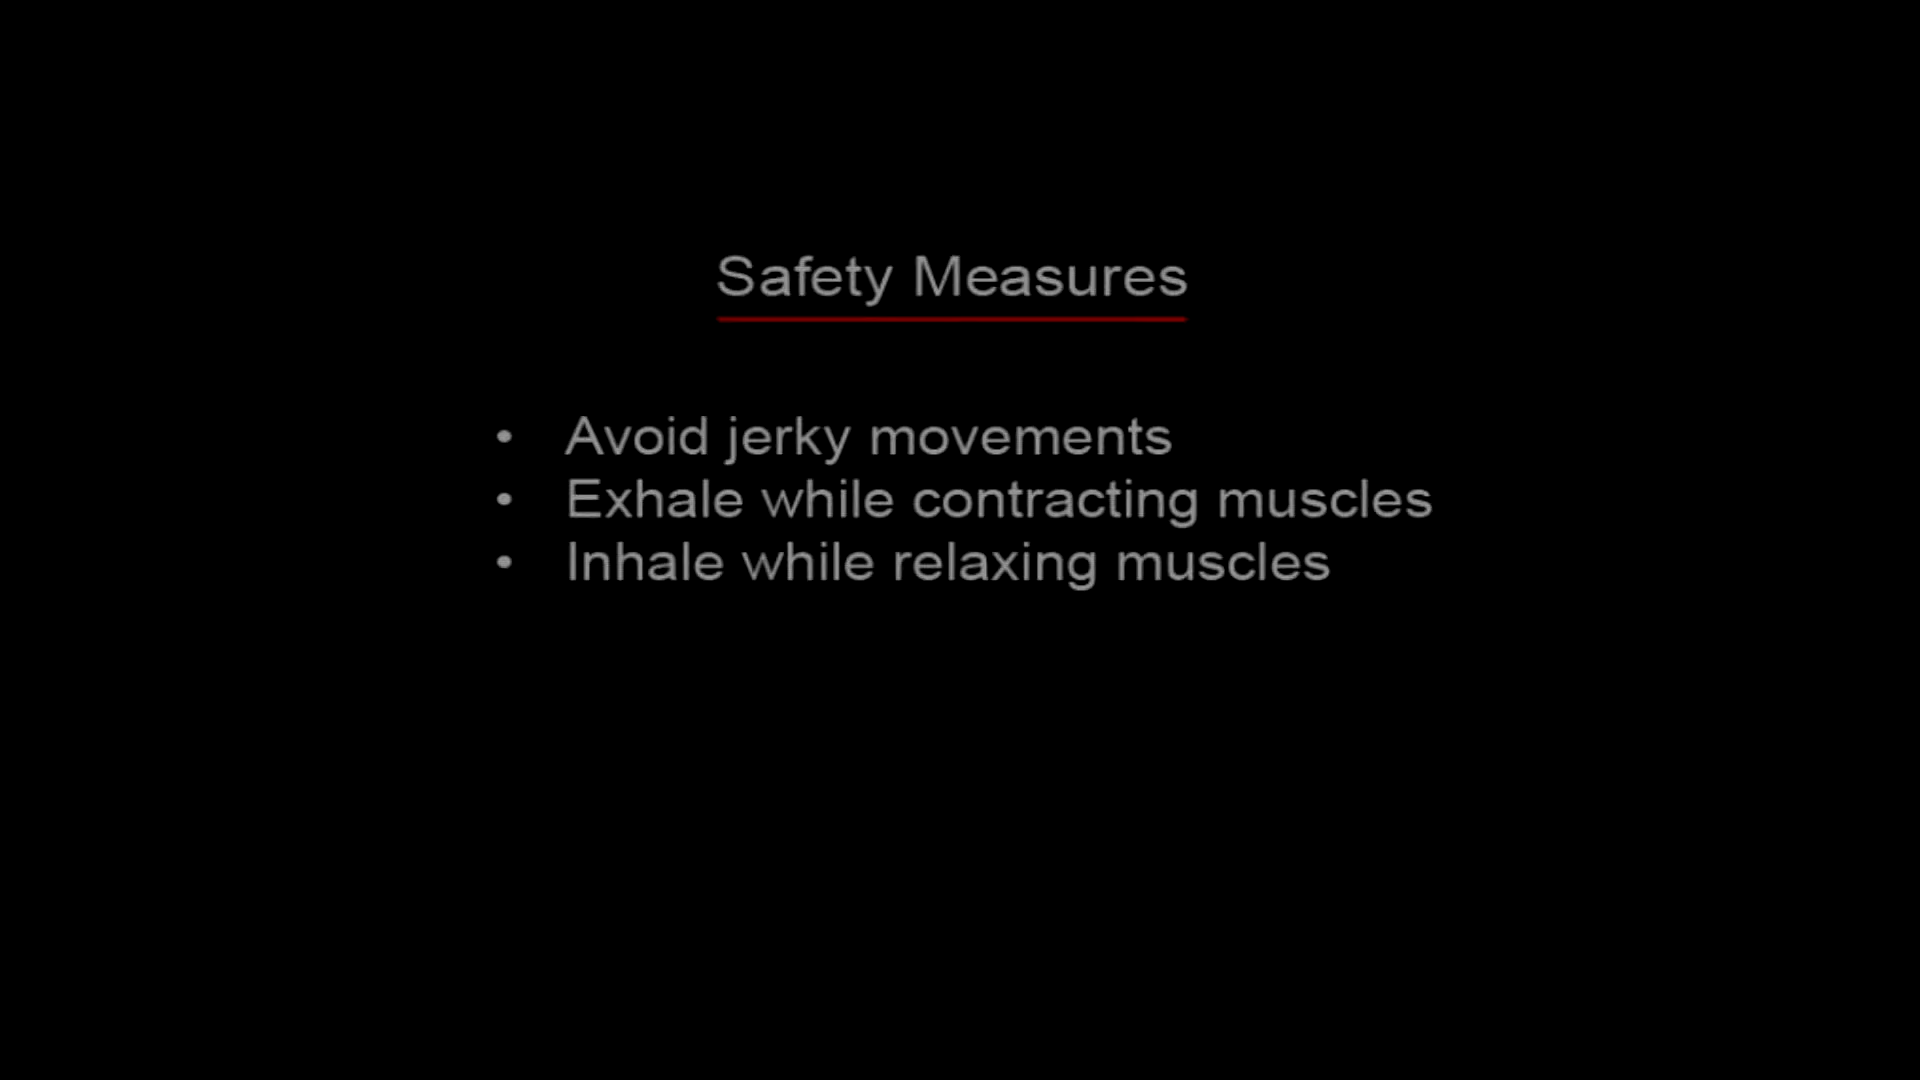 Safety Measures
• Avoid jerky movements
• Exhale while contracting muscles
• Inhale while relaxing muscles